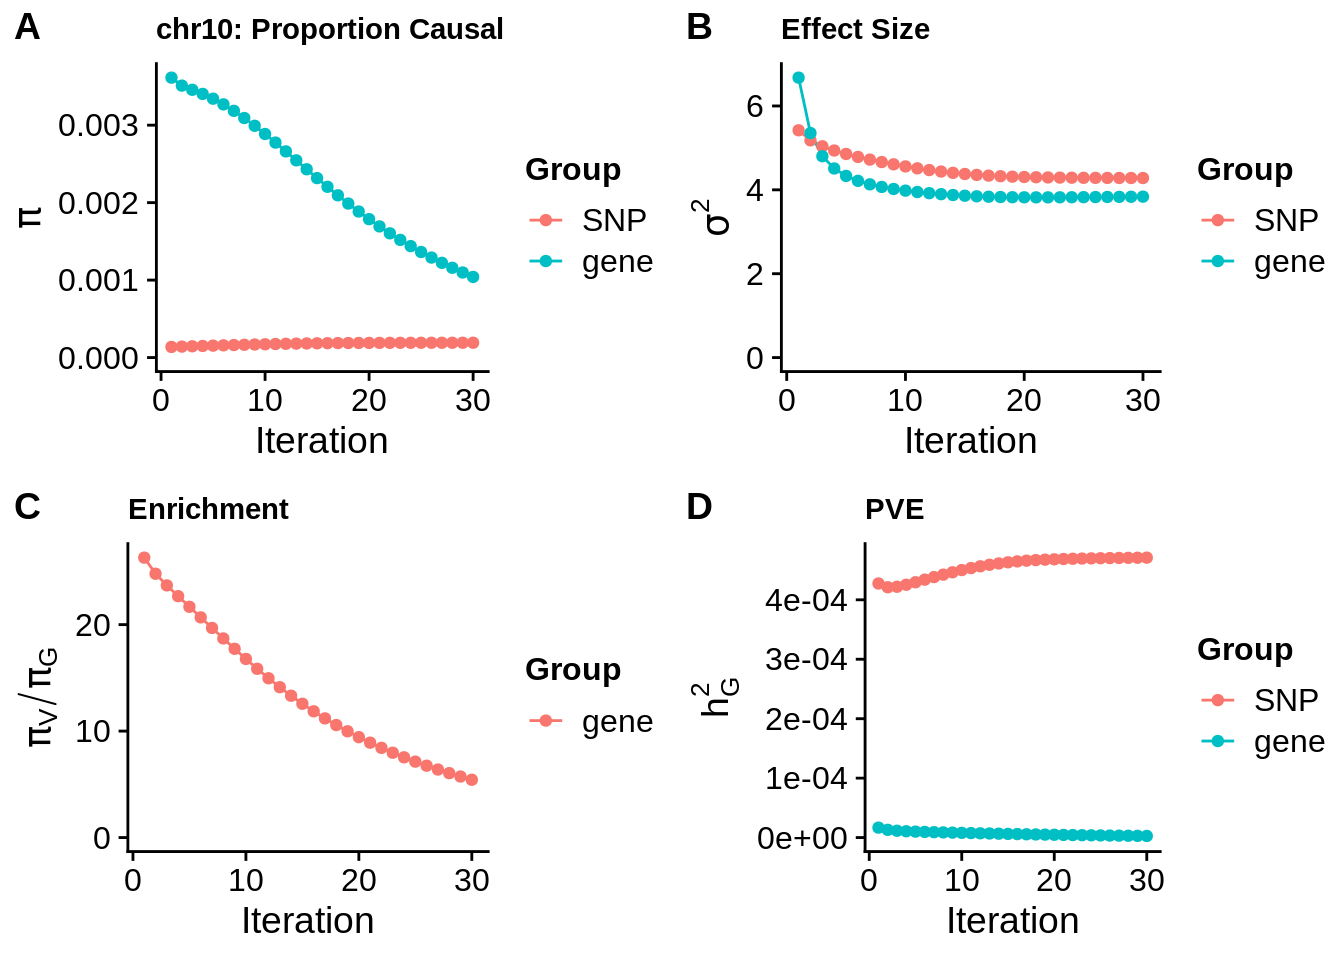 A
chr10: Proportion Causal
π
0.003
0.002
0.001
0.000
0 10 20 30
Iteration
Group
SNP
gene
B
Effect Size
σ²
6
4
2
0
0 10 20 30
Iteration
Group
SNP
gene
C
Enrichment
πV/πG
20
10
0
0 10 20 30
Iteration
Group
gene
D
PVE
h²G
4e-04
3e-04
2e-04
1e-04
0e+00
0 10 20 30
Iteration
Group
SNP
gene